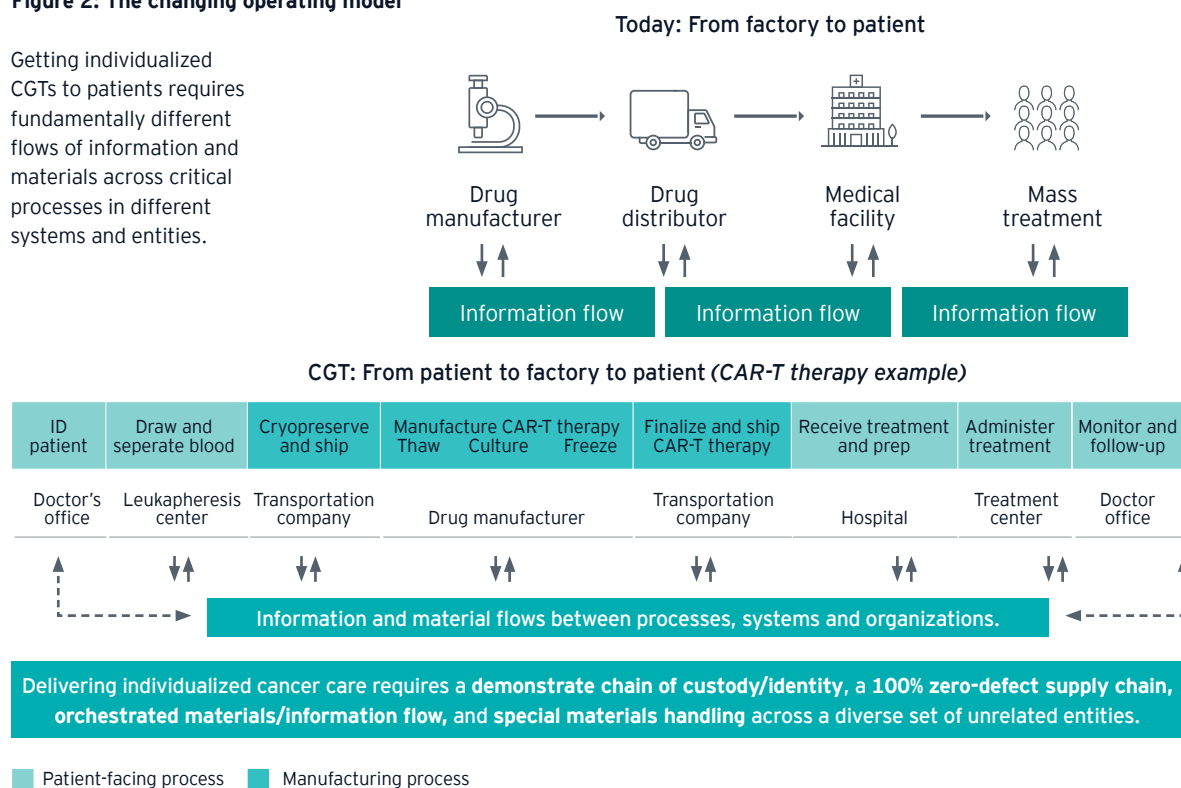 Figure 2: The changing operating model
Getting individualized
CGTs to patients requires
fundamentally different
flows of information and
materials across critical
processes in different
systems and entities.
Today: From factory to patient
Drug
manufacturer
Drug
distributor
Medical
facility
Mass
treatment
Information flow
Information flow
Information flow
CGT: From patient to factory to patient (CAR-T therapy example)
ID
patient
Draw and
seperate blood
Cryopreserve
and ship
Manufacture CAR-T therapy
Thaw Culture Freeze
Finalize and ship
CAR-T therapy
Receive treatment
and prep
Administer
treatment
Monitor and
follow-up
Doctor's
office
Leukapheresis
center
Transportation
company
Drug manufacturer
Transportation
company
Hospital
Treatment
center
Doctor
office
Information and material flows between processes, systems and organizations.
Delivering individualized cancer care requires a demonstrate chain of custody/identity, a 100% zero-defect supply chain,
orchestrated materials/information flow, and special materials handling across a diverse set of unrelated entities.
Patient-facing process
Manufacturing process